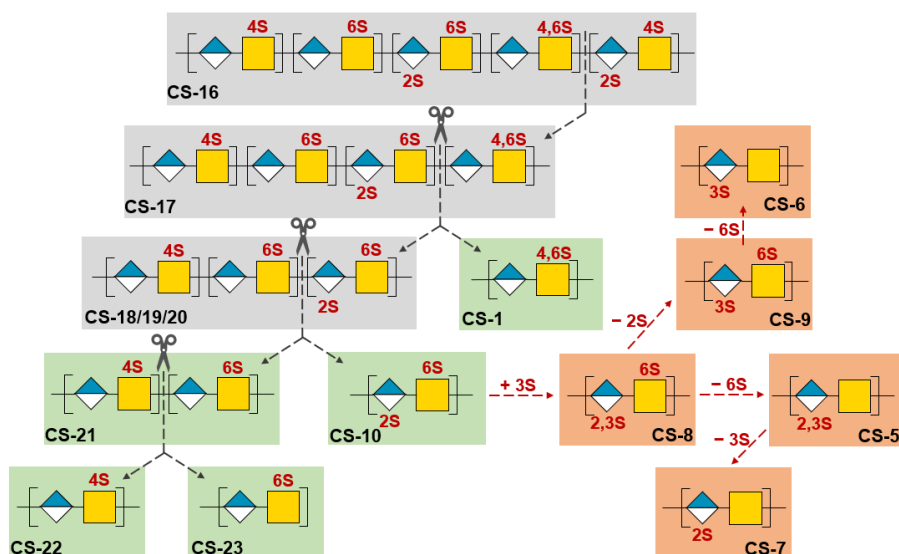 4S 6S 6S 4,6S 4S
2S 2S
CS-16
4S 6S 6S 4,6S
2S
CS-17
4S 6S 6S
2S
CS-18/19/20
4,6S
CS-1
3S
CS-6
– 6S
6S
3S
CS-9
– 2S
4S 6S
CS-21
6S
2S
CS-10
+ 3S
6S
2,3S
CS-8
– 6S
2,3S
CS-5
– 3S
4S
CS-22
6S
CS-23
2S
CS-7